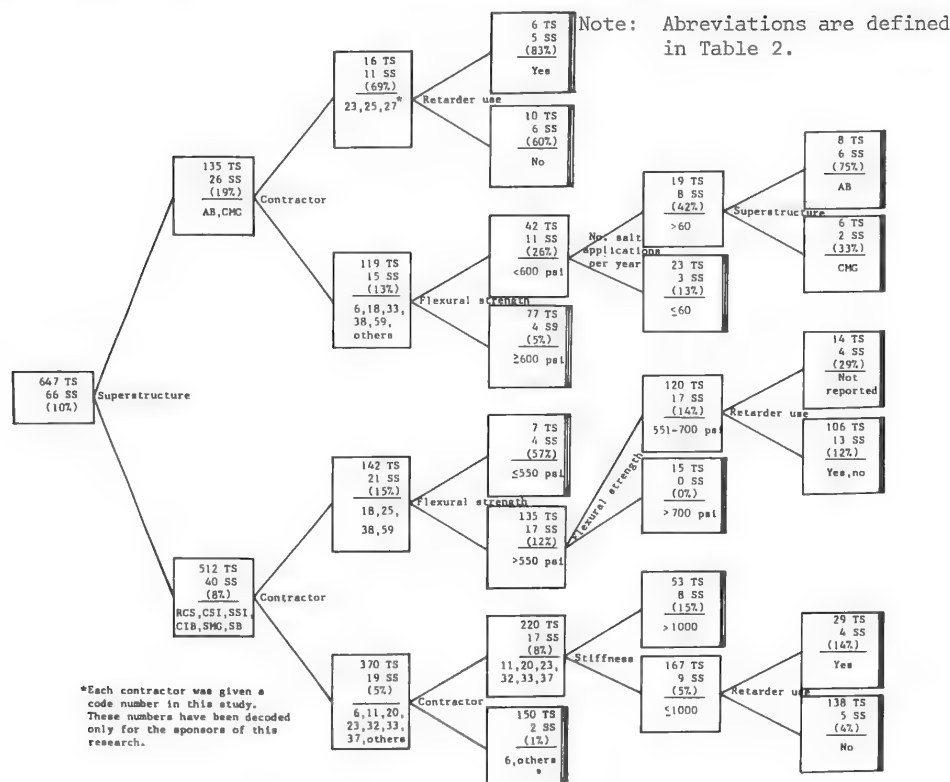 Note: Abreviations are defined
in Table 2.
6 TS
5 SS
(83%)
Yes
16 TS
11 SS
(69%)
23,25,27*
Retarder use
10 TS
6 SS
(60%)
No
135 TS
26 SS
(19%)
AB,CMG
Contractor
119 TS
15 SS
(13%)
6,18,33,
38,59,
others
Flexural strength
42 TS
11 SS
(26%)
<600 psi
No. salt
applications
per year
77 TS
4 SS
(5%)
≥600 psi
19 TS
8 SS
(42%)
>60
Superstructure
23 TS
3 SS
(13%)
≤60
8 TS
6 SS
(75%)
AB
6 TS
2 SS
(33%)
CMG
647 TS
66 SS
(10%)
Superstructure
512 TS
40 SS
(8%)
RCS,CSI,SSI,
CIB,SMG,SB
Contractor
142 TS
21 SS
(15%)
18,25,
38,59
Flexural strength
7 TS
4 SS
(57%)
≤550 psi
135 TS
17 SS
(12%)
>550 psi
Flexural strength
120 TS
17 SS
(14%)
551-700 psi
Retarder use
15 TS
0 SS
(0%)
>700 psi
14 TS
4 SS
(29%)
Not
reported
106 TS
13 SS
(12%)
Yes,no
370 TS
19 SS
(5%)
6,11,20,
23,32,33,
37,others
Contractor
220 TS
17 SS
(8%)
11,20,23,
32,33,37
Stiffness
150 TS
2 SS
(1%)
6,others
53 TS
8 SS
(15%)
>1000
167 TS
9 SS
(5%)
≤1000
Retarder use
29 TS
4 SS
(14%)
Yes
138 TS
5 SS
(4%)
No
*Each contractor was given a
code number in this study.
These numbers have been decoded
only for the sponsors of this
research.